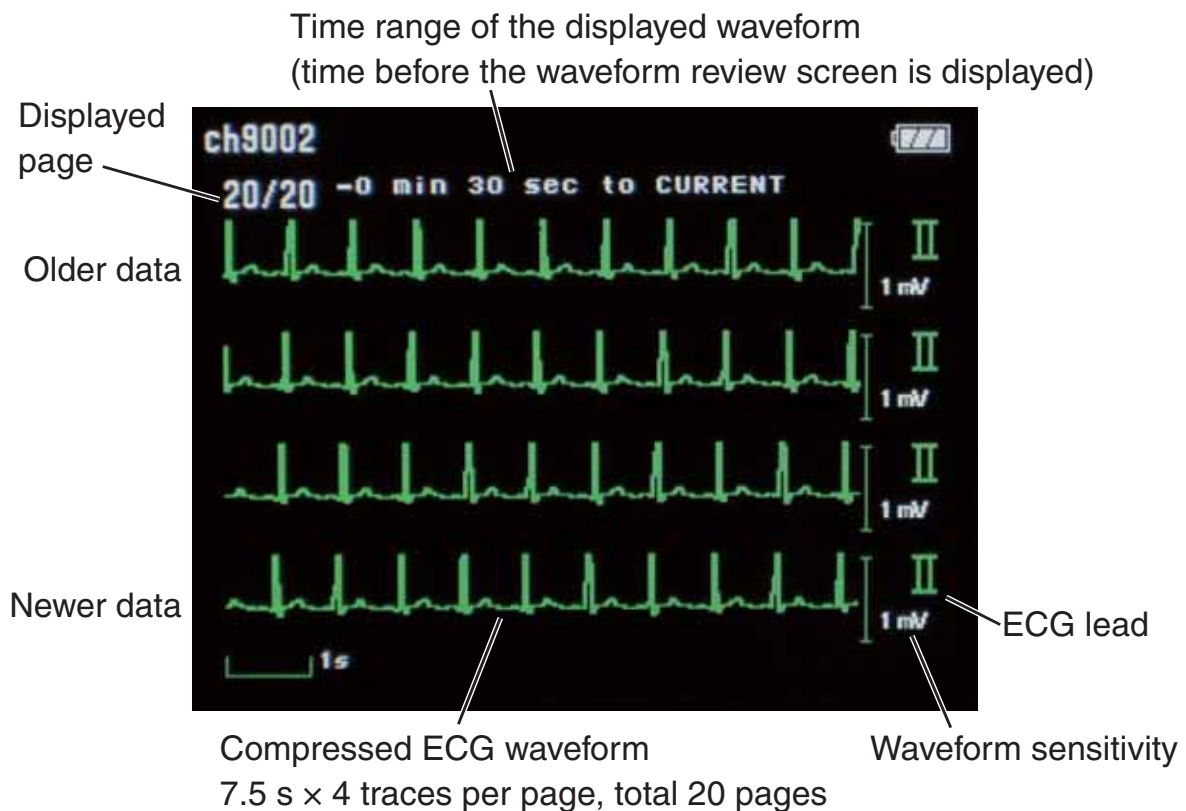 Time range of the displayed waveform
(time before the waveform review screen is displayed)
Displayed
page
ch9002
20/20
-0 min 30 sec to CURRENT
Older data
II
1 mV
II
1 mV
II
1 mV
Newer data
II
1 mV
ECG lead
1s
Compressed ECG waveform
7.5 s × 4 traces per page, total 20 pages
Waveform sensitivity